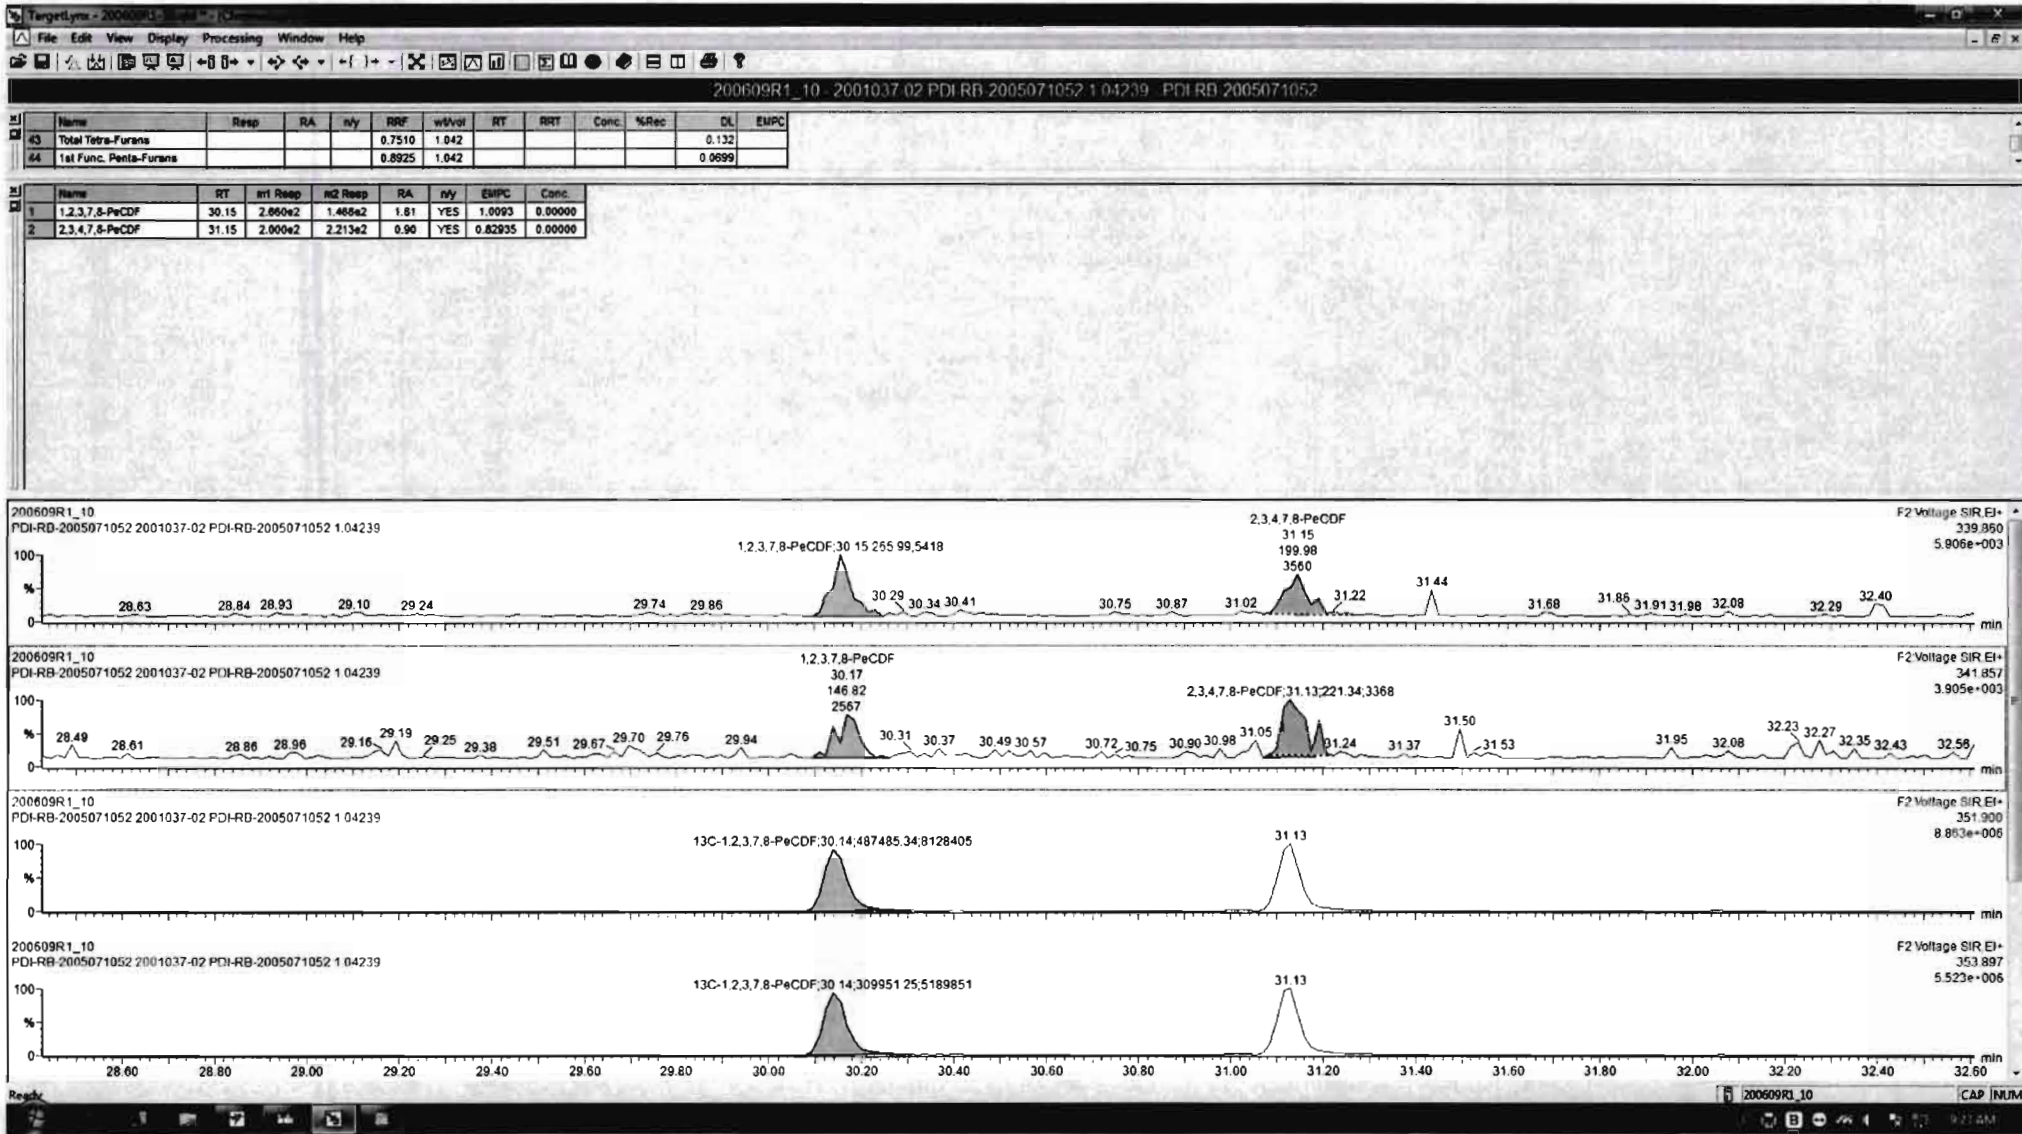 TargetLynx - 
File Edit View Display Processing Window Help
200609R1_10 - 2001037-02 PDI-RB-2005071052 1.04239 - PDI-RB-2005071052
Name Resp RA n/y RRF wt/vol RT RRT Conc. %Rec DL EMPC
43 Total Tetra-Furans 0.7510 1.042 0.132
44 1st Func. Penta-Furans 0.8925 1.042 0.0699
Name RT m1 Resp m2 Resp RA n/y EMPC Conc.
1 1,2,3,7,8-PeCDF 30.15 2.660e2 1.468e2 1.81 YES 1.0093 0.00000
2 2,3,4,7,8-PeCDF 31.15 2.000e2 2.213e2 0.90 YES 0.82935 0.00000
200609R1_10
PDI-RB-2005071052 2001037-02 PDI-RB-2005071052 1.04239
F2:Voltage SIR,EI+
339.860
5.906e+003
1,2,3,7,8-PeCDF;30.15;265.99;5418
2,3,4,7,8-PeCDF
31.15
199.98
3560
100
%
0
28.63 28.84 28.93 29.10 29.24 29.74 29.86 30.29 30.34 30.41 30.75 30.87 31.02 31.22 31.44 31.68 31.86 31.91 31.98 32.08 32.29 32.40
min
200609R1_10
PDI-RB-2005071052 2001037-02 PDI-RB-2005071052 1.04239
F2:Voltage SIR,EI+
341.857
3.905e+003
1,2,3,7,8-PeCDF
30.17
146.82
2567
2,3,4,7,8-PeCDF;31.13;221.34;3368
100
%
0
28.49 28.61 28.86 28.96 29.16 29.19 29.25 29.38 29.51 29.67 29.70 29.76 29.94 30.31 30.37 30.49 30.57 30.72 30.75 30.90 30.98 31.05 31.24 31.37 31.50 31.53 31.95 32.08 32.23 32.27 32.35 32.43 32.56
min
200609R1_10
PDI-RB-2005071052 2001037-02 PDI-RB-2005071052 1.04239
F2:Voltage SIR,EI+
351.900
8.863e+006
13C-1,2,3,7,8-PeCDF;30.14;487485.34;8128405
31.13
100
%
0
min
200609R1_10
PDI-RB-2005071052 2001037-02 PDI-RB-2005071052 1.04239
F2:Voltage SIR,EI+
353.897
5.523e+006
13C-1,2,3,7,8-PeCDF;30.14;309951.25;5189851
31.13
100
%
0
min
28.60 28.80 29.00 29.20 29.40 29.60 29.80 30.00 30.20 30.40 30.60 30.80 31.00 31.20 31.40 31.60 31.80 32.00 32.20 32.40 32.60
Ready
200609R1_10 CAP NUM